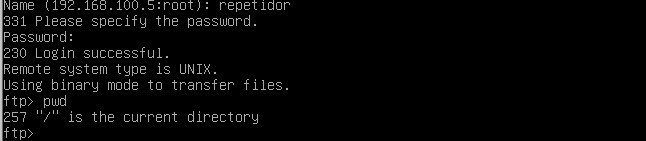 Name (192.168.100.5:root): repetidor
331 Please specify the password.
Password:
230 Login successful.
Remote system type is UNIX.
Using binary mode to transfer files.
ftp> pwd
257 "/" is the current directory
ftp>